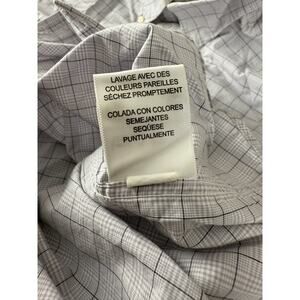 LAVAGE AVEC DES
COULEURS PAREILLES
SÉCHEZ PROMPTEMENT
COLADA CON COLORES
SEMEJANTES
SEQÚESE
PUNTUALMENTE